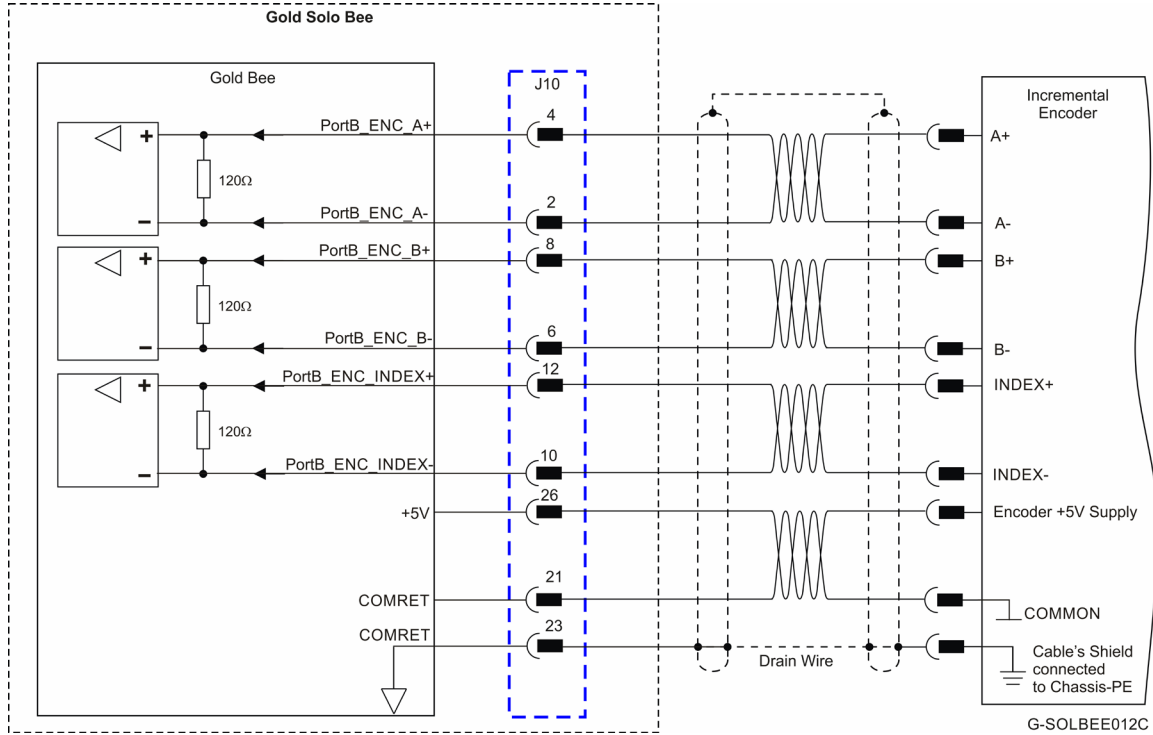 Gold Solo Bee
Gold Bee
J10
Incremental
Encoder
+
PortB_ENC_A+
4
A+
120Ω
−
PortB_ENC_A-
2
A-
+
PortB_ENC_B+
8
B+
120Ω
−
PortB_ENC_B-
6
B-
+
PortB_ENC_INDEX+
12
INDEX+
120Ω
−
PortB_ENC_INDEX-
10
INDEX-
+5V
26
Encoder +5V Supply
COMRET
21
COMMON
COMRET
23
Drain Wire
Cable's Shield
connected
to Chassis-PE
G-SOLBEE012C